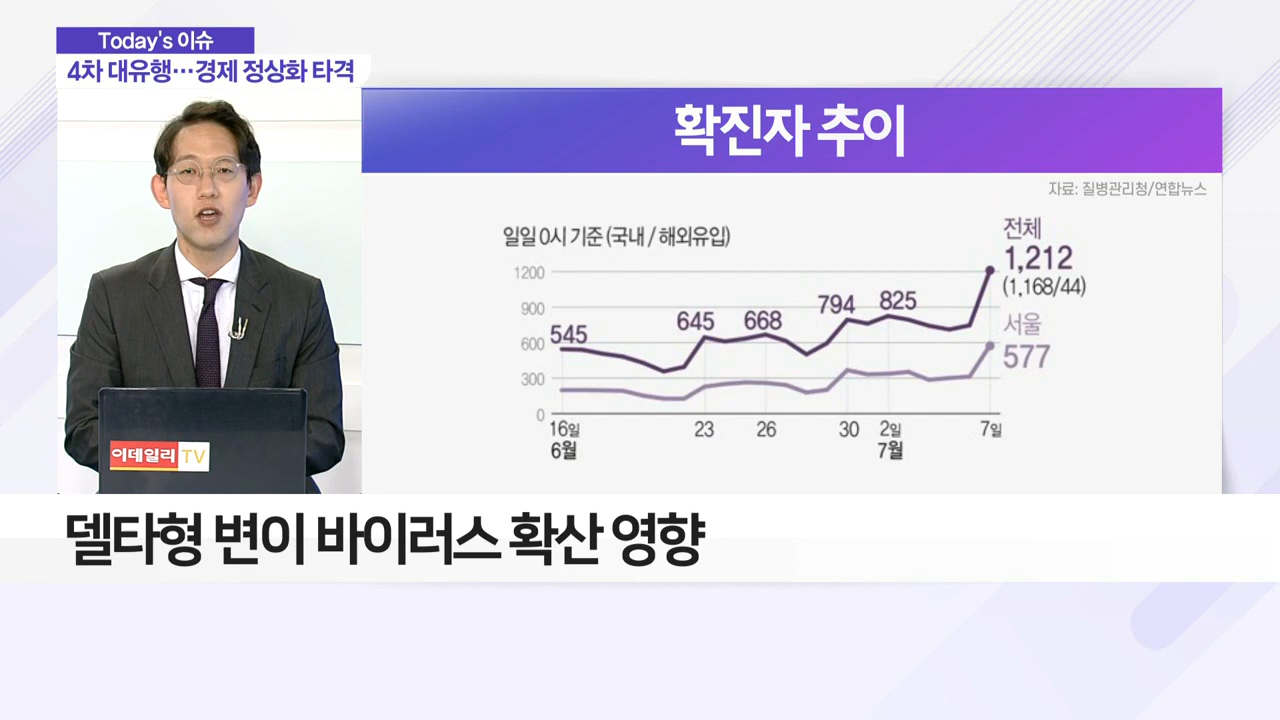 Today's 이슈
4차 대유행…경제 정상화 타격
확진자 추이
자료: 질병관리청/연합뉴스
일일 0시 기준 (국내 / 해외유입)
전체
1,212
(1,168/44)
서울
577
1200
900
600
300
0
545
645
668
794
825
16일
23
26
30
2일
7일
6월
7월
이데일리 TV
델타형 변이 바이러스 확산 영향